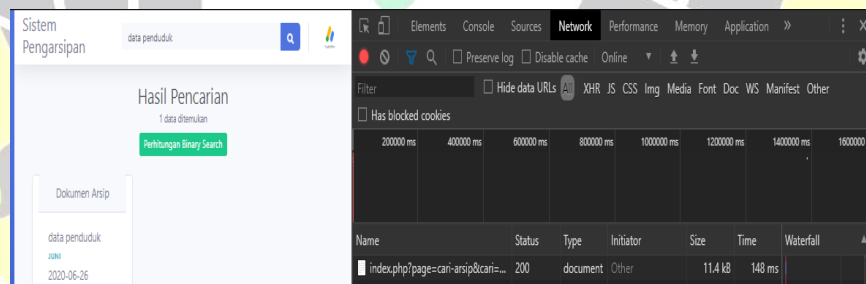 Sistem
Pengarsipan
data penduduk
Hasil Pencarian
1 data ditemukan
Perhitungan Binary Search
Dokumen Arsip
data penduduk
JUNI
2020-06-26
Elements Console Sources Network Performance Memory Application »
Preserve log Disable cache Online
Filter Hide data URLs All XHR JS CSS Img Media Font Doc WS Manifest Other
Has blocked cookies
200000 ms 400000 ms 600000 ms 800000 ms 1000000 ms 1200000 ms 1400000 ms 1600000
Name Status Type Initiator Size Time Waterfall
index.php?page=cari-arsip&cari=... 200 document Other 11.4 kB 148 ms